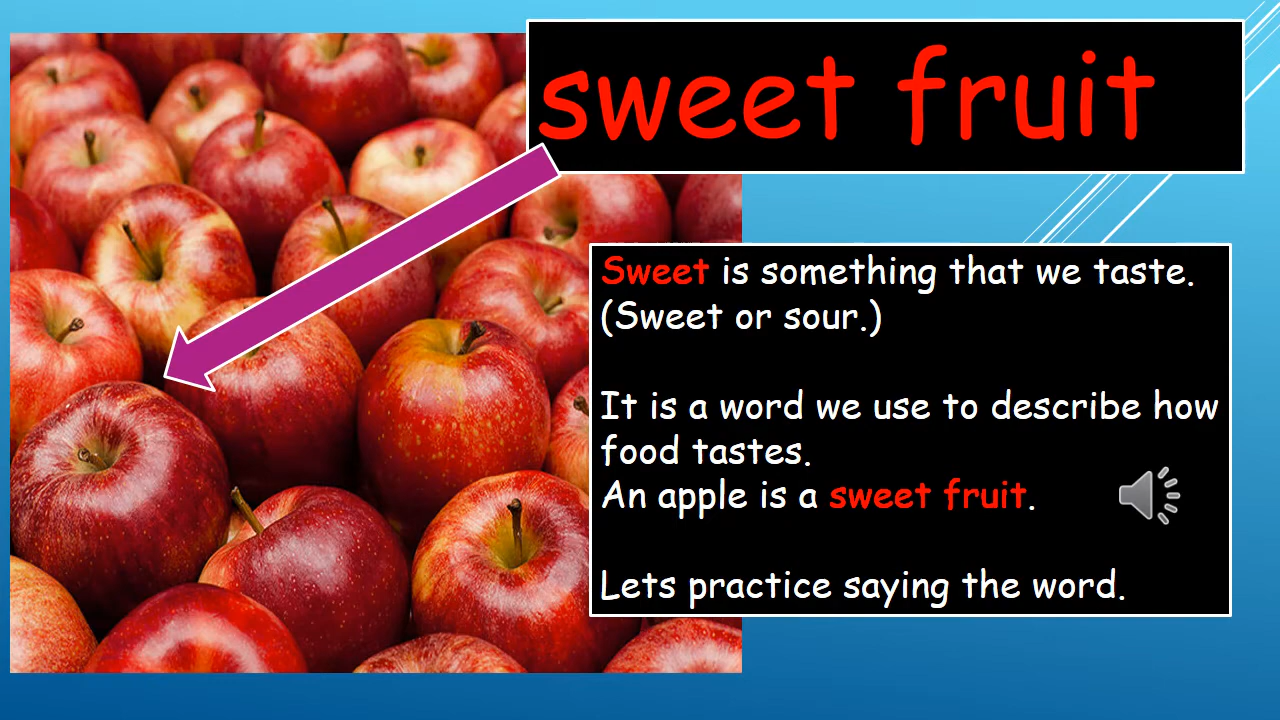 sweet fruit
Sweet is something that we taste.
(Sweet or sour.)
It is a word we use to describe how
food tastes.
An apple is a sweet fruit.
Lets practice saying the word.